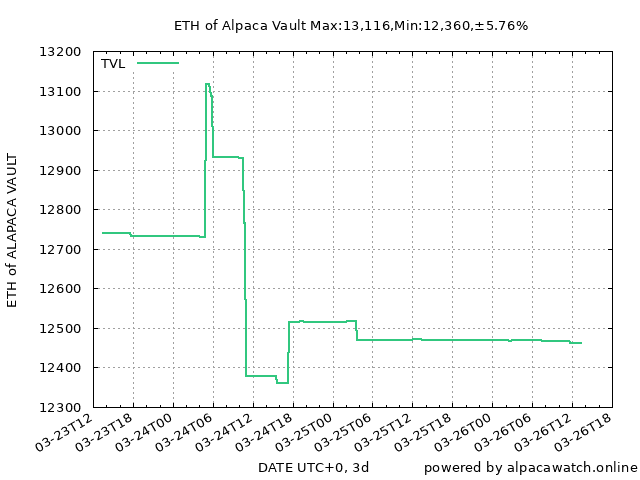 ETH of Alpaca Vault Max:13,116,Min:12,360,±5.76%
TVL
13200
13100
13000
12900
12800
12700
12600
12500
12400
12300
ETH of ALAPACA VAULT
03-23T12
03-23T18
03-24T00
03-24T06
03-24T12
03-24T18
03-25T00
03-25T06
03-25T12
03-25T18
03-26T00
03-26T06
03-26T12
03-26T18
DATE UTC+0, 3d
powered by alpacawatch.online